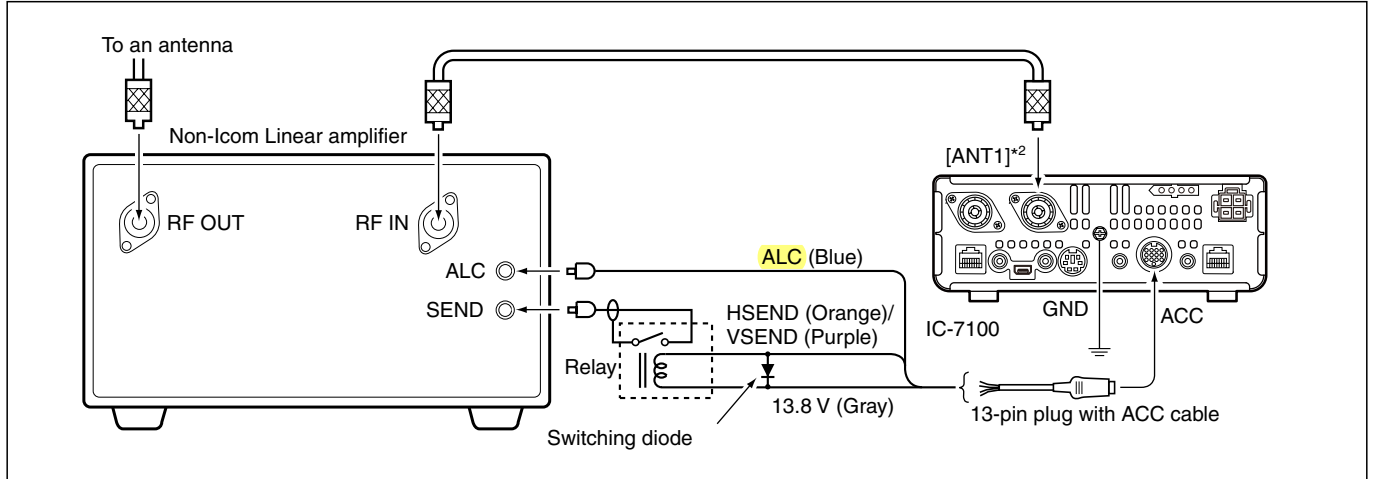 To an antenna
Non-Icom Linear amplifier
[ANT1]*2
RF OUT
RF IN
ALC
ALC (Blue)
SEND
HSEND (Orange)/
VSEND (Purple)
GND
IC-7100
ACC
Relay
13.8 V (Gray)
13-pin plug with ACC cable
Switching diode